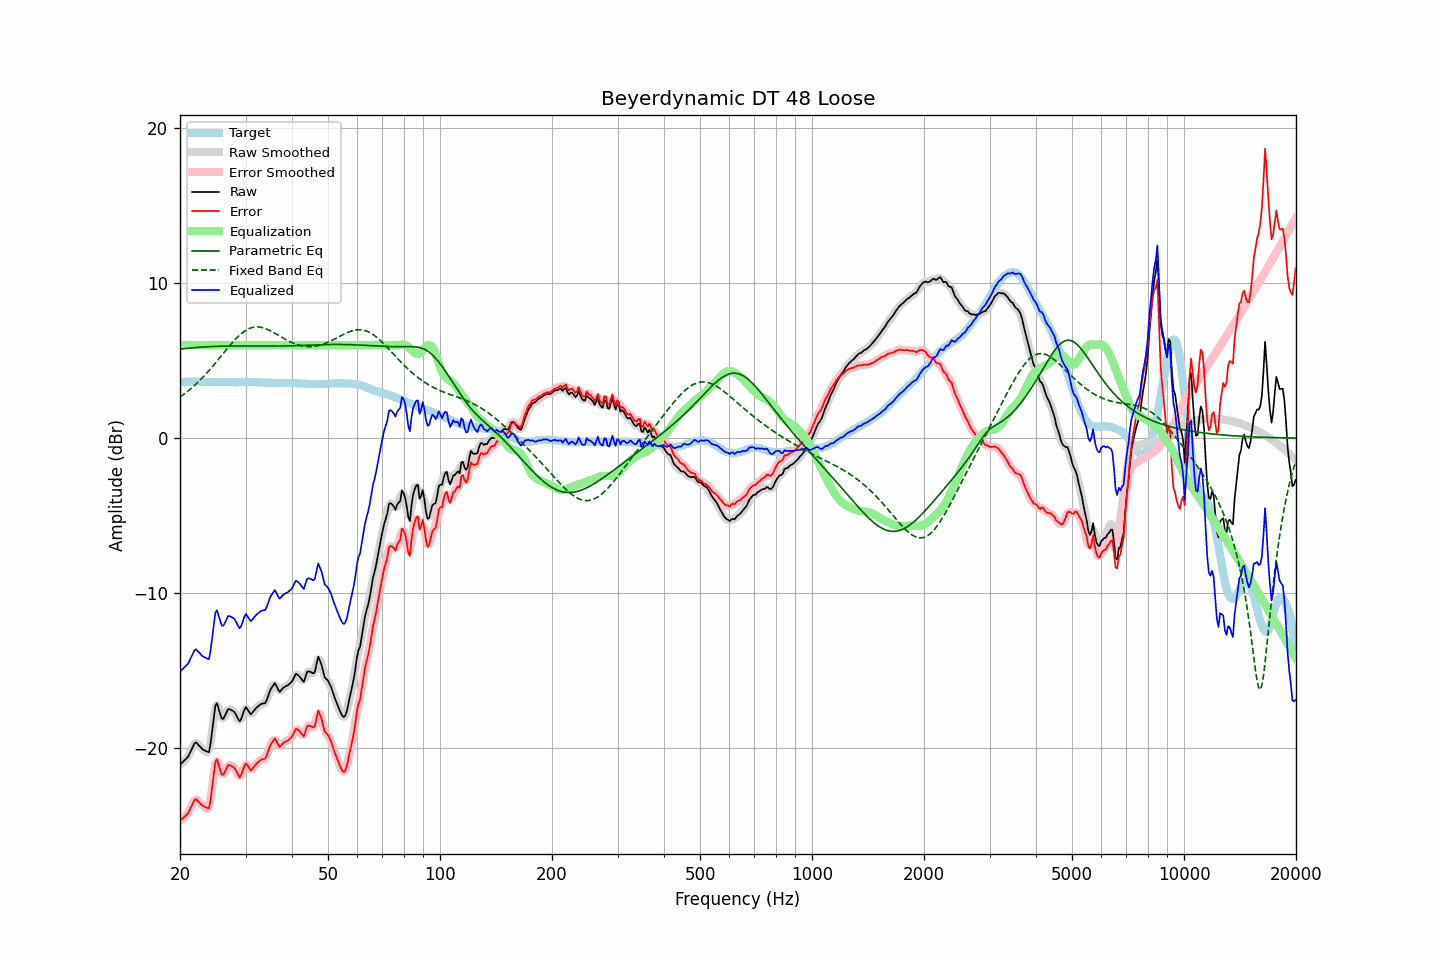 Beyerdynamic DT 48 Loose
Target
Raw Smoothed
Error Smoothed
Raw
Error
Equalization
Parametric Eq
Fixed Band Eq
Equalized
20
10
0
−10
−20
Amplitude (dBr)
20
50
100
200
500
1000
2000
5000
10000
20000
Frequency (Hz)